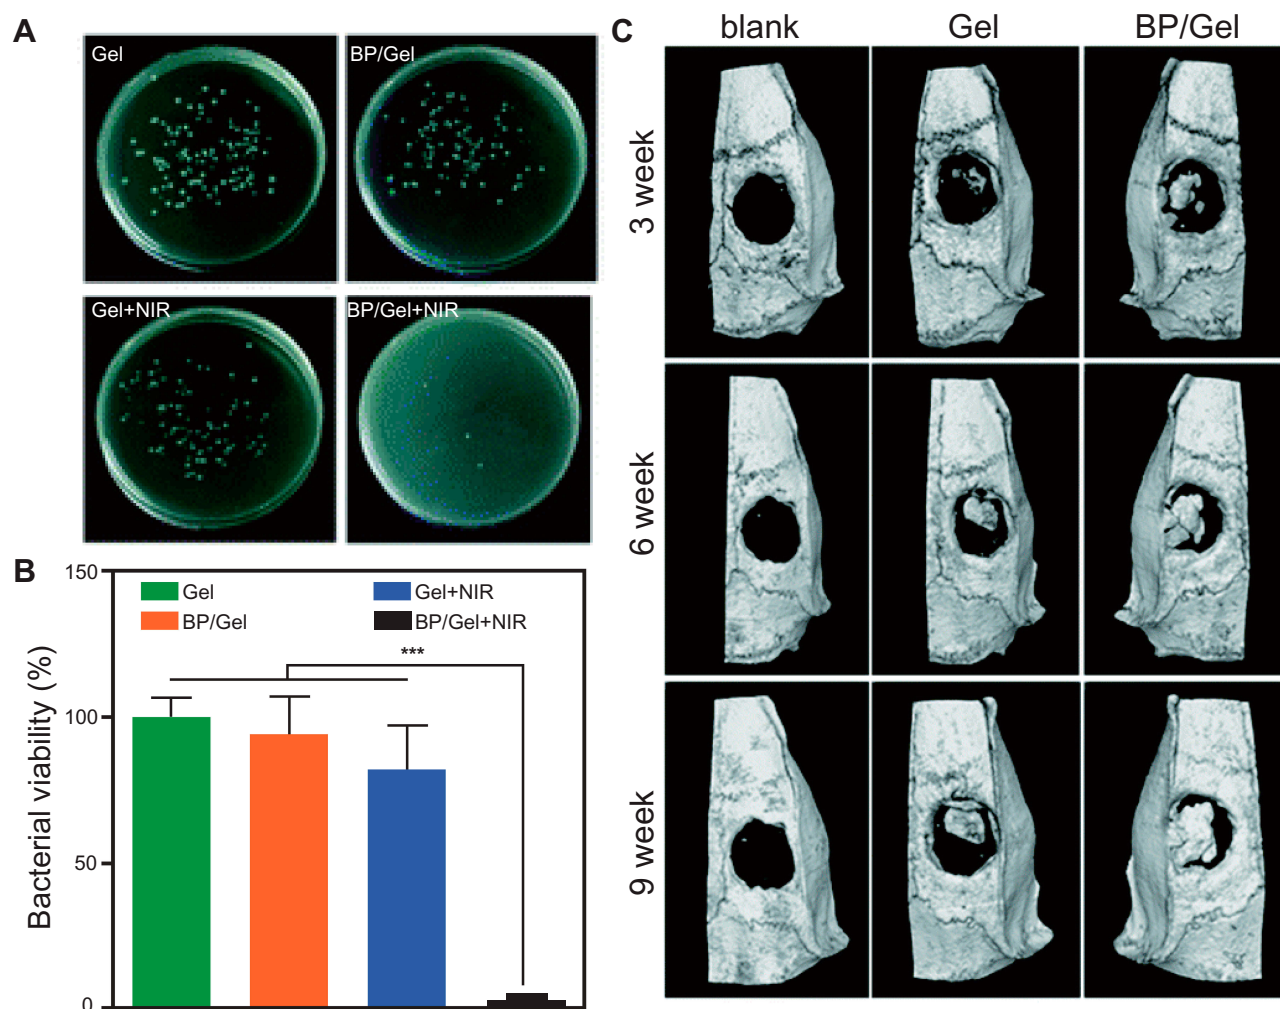 A
Gel
BP/Gel
Gel+NIR
BP/Gel+NIR
B
Bacterial viability (%)
150
100
50
0
Gel
Gel+NIR
BP/Gel
BP/Gel+NIR
***
C
blank
Gel
BP/Gel
3 week
6 week
9 week